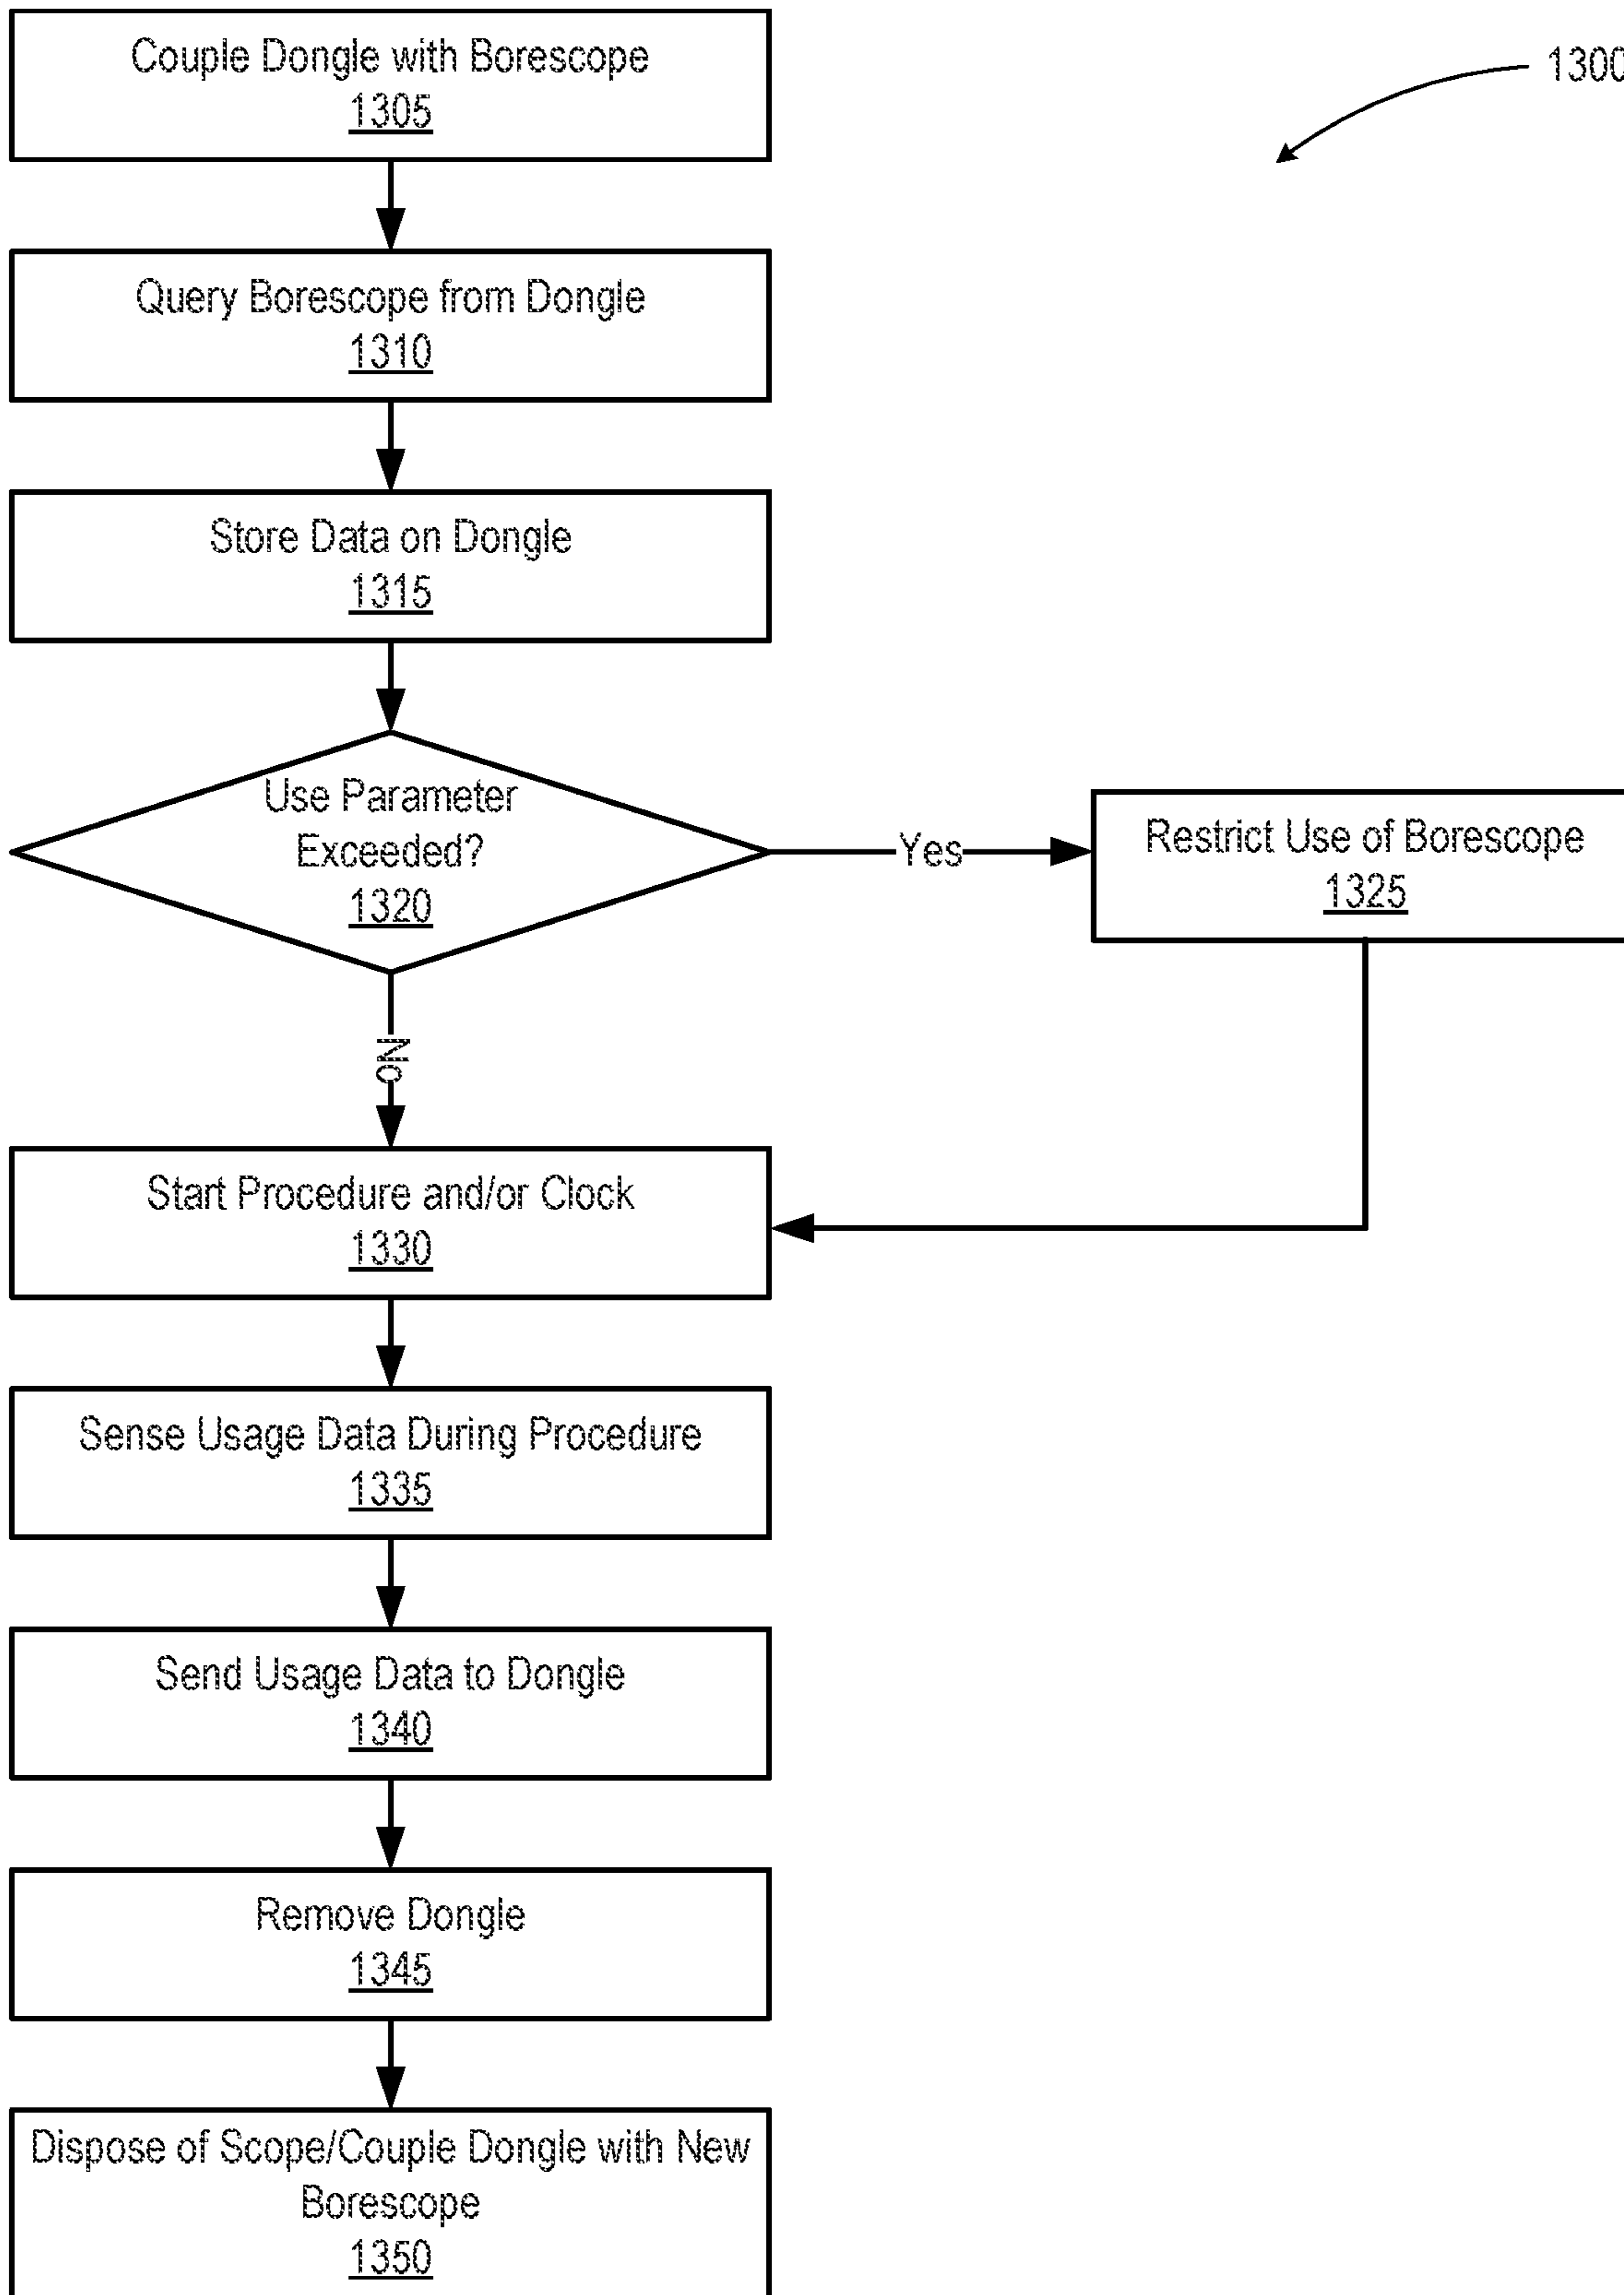 Couple Dongle with Borescope
1305
1300
Query Borescope from Dongle
1310
Store Data on Dongle
1315
Use Parameter
Exceeded?
1320
Yes
Restrict Use of Borescope
1325
No
Start Procedure and/or Clock
1330
Sense Usage Data During Procedure
1335
Send Usage Data to Dongle
1340
Remove Dongle
1345
Dispose of Scope/Couple Dongle with New
Borescope
1350